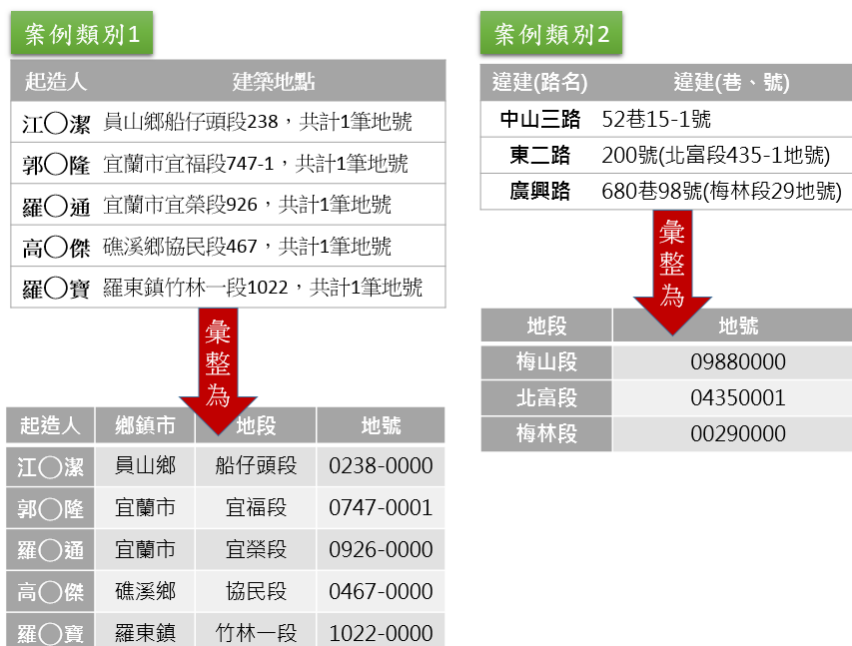 案例類別1
起造人 建築地點
江〇潔 員山鄉船仔頭段238，共計1筆地號
郭〇隆 宜蘭市宜福段747-1，共計1筆地號
羅〇通 宜蘭市宜榮段926，共計1筆地號
高〇傑 礁溪鄉協民段467，共計1筆地號
羅〇寶 羅東鎮竹林一段1022，共計1筆地號
彙整為
起造人 鄉鎮市 地段 地號
江〇潔 員山鄉 船仔頭段 0238-0000
郭〇隆 宜蘭市 宜福段 0747-0001
羅〇通 宜蘭市 宜榮段 0926-0000
高〇傑 礁溪鄉 協民段 0467-0000
羅〇寶 羅東鎮 竹林一段 1022-0000
案例類別2
違建(路名) 違建(巷、號)
中山三路 52巷15-1號
東二路 200號(北富段435-1地號)
廣興路 680巷98號(梅林段29地號)
彙整為
地段 地號
梅山段 09880000
北富段 04350001
梅林段 00290000